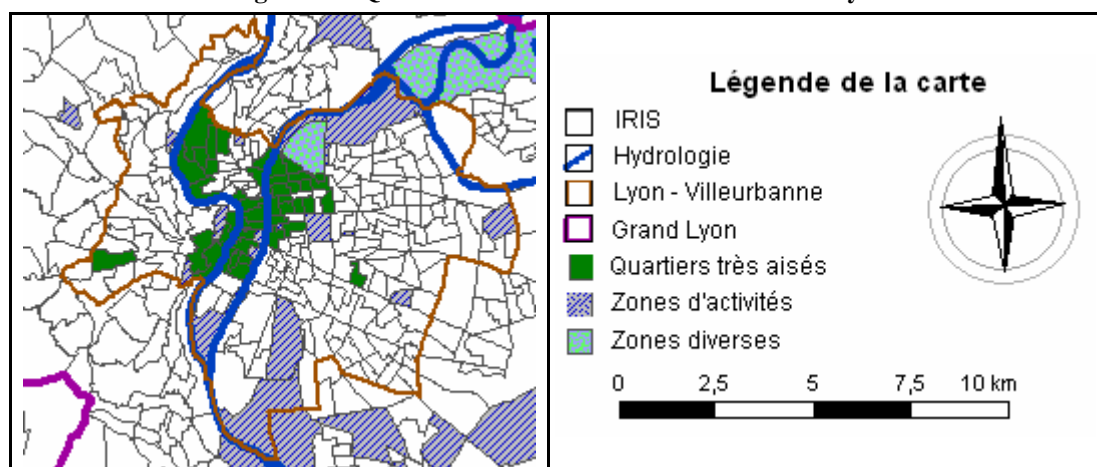 Légende de la carte
IRIS
Hydrologie
Lyon - Villeurbanne
Grand Lyon
Quartiers très aisés
Zones d'activités
Zones diverses
0 2,5 5 7,5 10 km